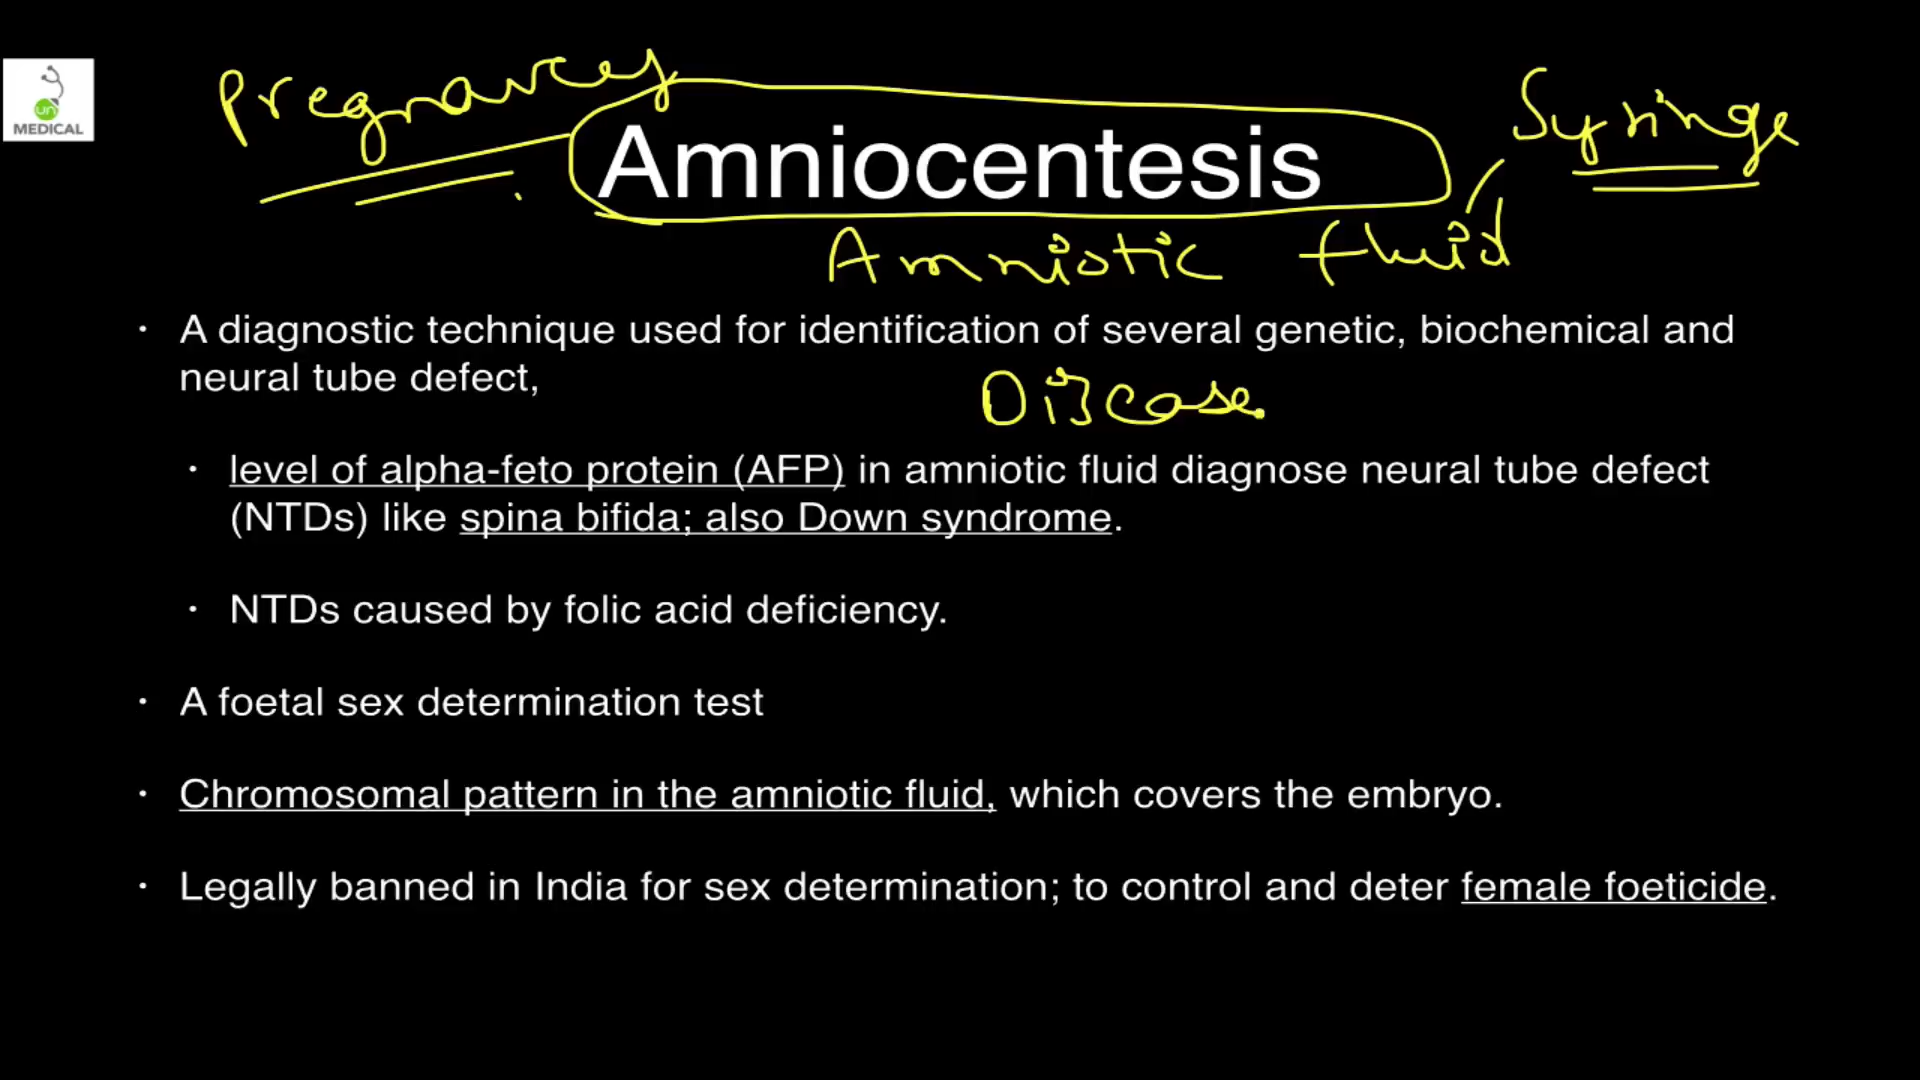 Pregnancy
Syringe
un
MEDICAL
Amniocentesis
Amniotic fluid
• A diagnostic technique used for identification of several genetic, biochemical and
neural tube defect,
Disease
• level of alpha-feto protein (AFP) in amniotic fluid diagnose neural tube defect
(NTDs) like spina bifida; also Down syndrome.
• NTDs caused by folic acid deficiency.
• A foetal sex determination test
• Chromosomal pattern in the amniotic fluid, which covers the embryo.
• Legally banned in India for sex determination; to control and deter female foeticide.